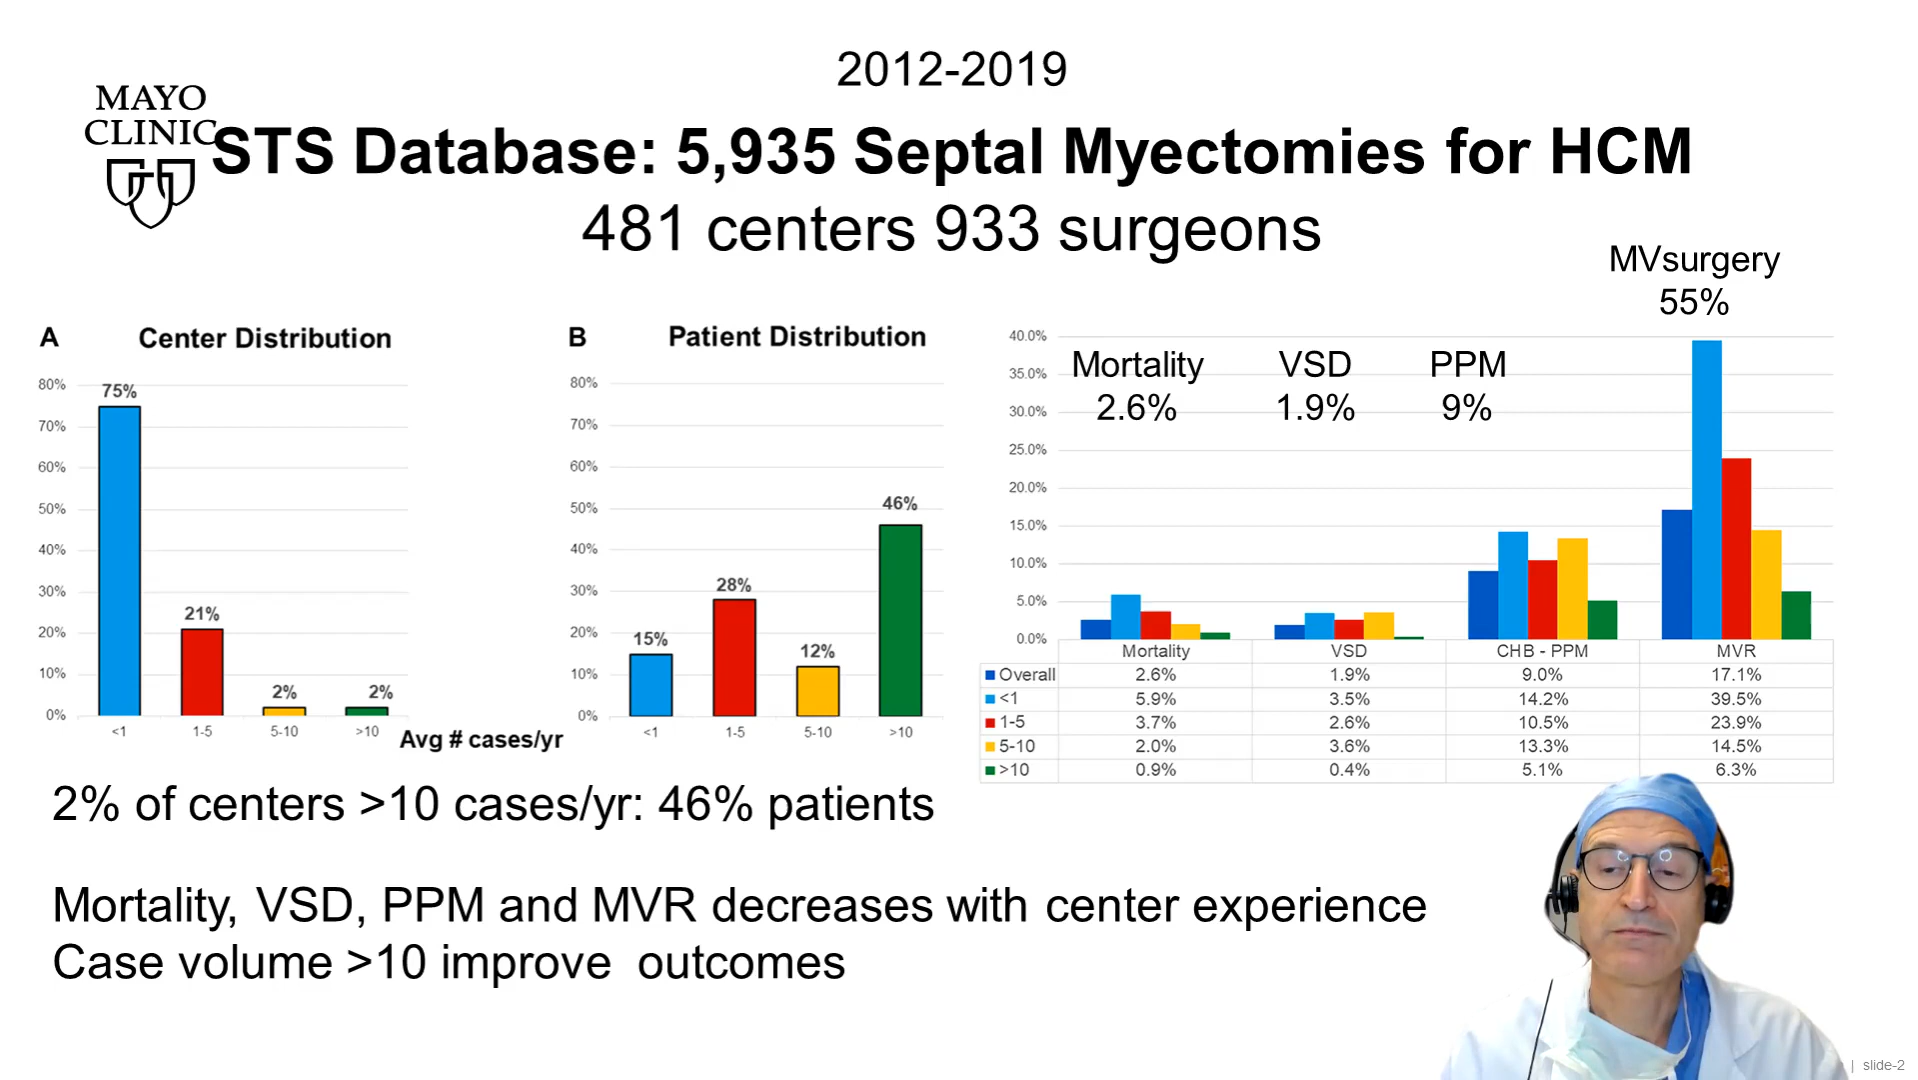 2012-2019
MAYO
CLINIC
STS Database: 5,935 Septal Myectomies for HCM
481 centers 933 surgeons
MVsurgery
55%
A Center Distribution
80%
70%
60%
50%
40%
30%
20%
10%
0%
75%
21%
2%
2%
<1 1-5 5-10 >10
Avg # cases/yr
B Patient Distribution
80%
70%
60%
50%
40%
30%
20%
10%
0%
15%
28%
12%
46%
<1 1-5 5-10 >10
40.0%
35.0%
30.0%
25.0%
20.0%
15.0%
10.0%
5.0%
0.0%
Mortality VSD PPM
2.6% 1.9% 9%
Mortality VSD CHB - PPM MVR
Overall 2.6% 1.9% 9.0% 17.1%
<1 5.9% 3.5% 14.2% 39.5%
1-5 3.7% 2.6% 10.5% 23.9%
5-10 2.0% 3.6% 13.3% 14.5%
>10 0.9% 0.4% 5.1% 6.3%
2% of centers >10 cases/yr: 46% patients
Mortality, VSD, PPM and MVR decreases with center experience
Case volume >10 improve outcomes
| slide-2